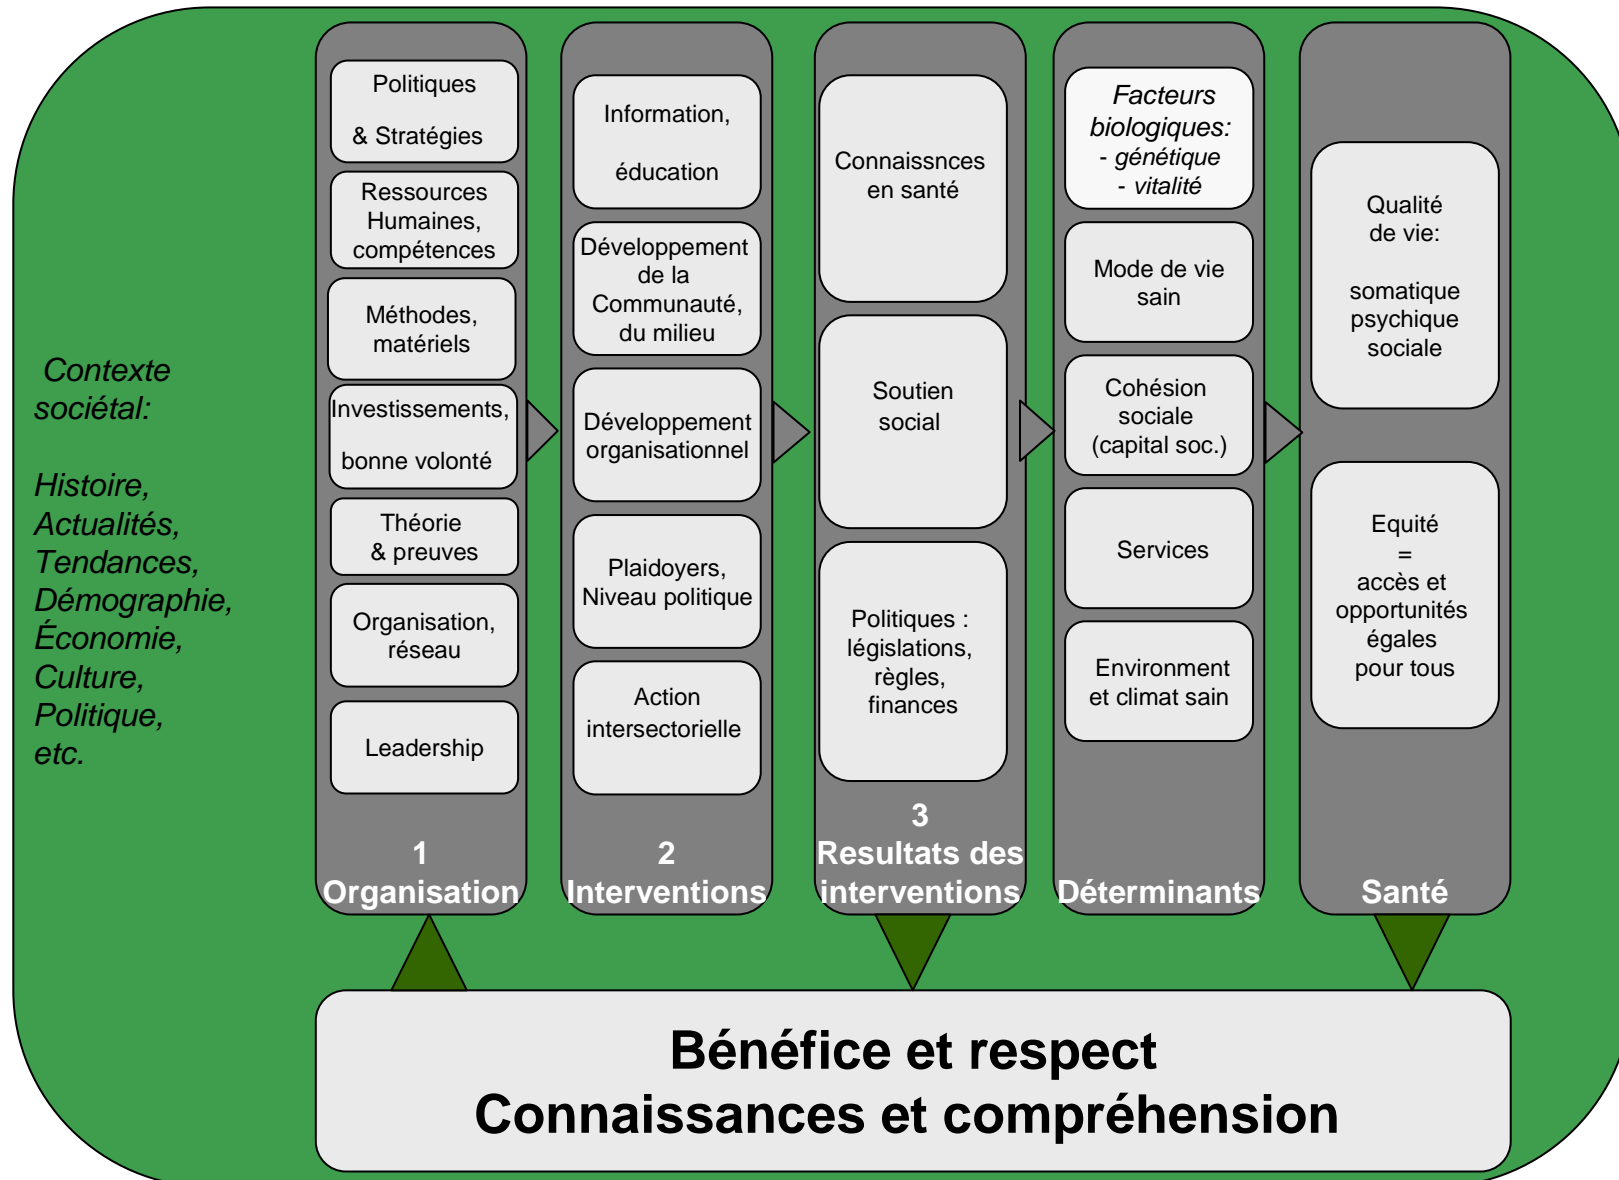 Contexte
sociétal:
Histoire,
Actualités,
Tendances,
Démographie,
Économie,
Culture,
Politique,
etc.
Politiques
& Stratégies
Ressources
Humaines,
compétences
Méthodes,
matériels
Investissements,
bonne volonté
Théorie
& preuves
Organisation,
réseau
Leadership
1
Organisation
Information,
éducation
Développement
de la
Communauté,
du milieu
Développement
organisationnel
Plaidoyers,
Niveau politique
Action
intersectorielle
2
Interventions
Connaissnces
en santé
Soutien
social
Politiques :
législations,
règles,
finances
3
Resultats des
interventions
Facteurs
biologiques:
- génétique
- vitalité
Mode de vie
sain
Cohésion
sociale
(capital soc.)
Services
Environment
et climat sain
Déterminants
Qualité
de vie:
somatique
psychique
sociale
Equité
=
accès et
opportunités
égales
pour tous
Santé
Bénéfice et respect
Connaissances et compréhension